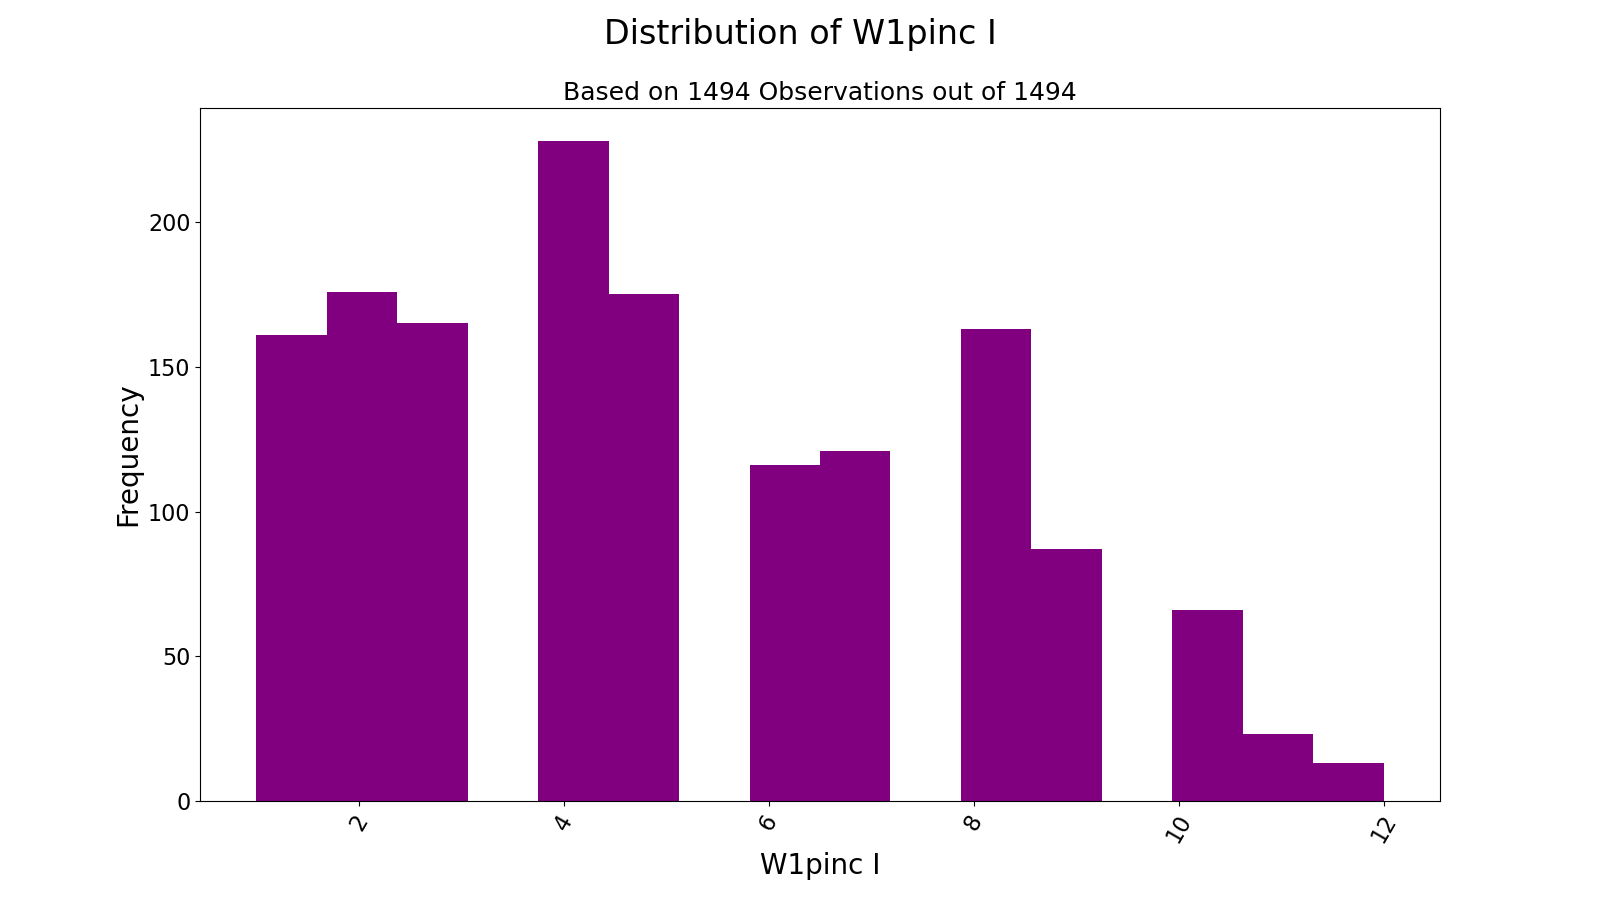 Distribution of W1pinc I
Based on 1494 Observations out of 1494
Frequency
200
150
100
50
0
2
4
6
8
10
12
W1pinc I